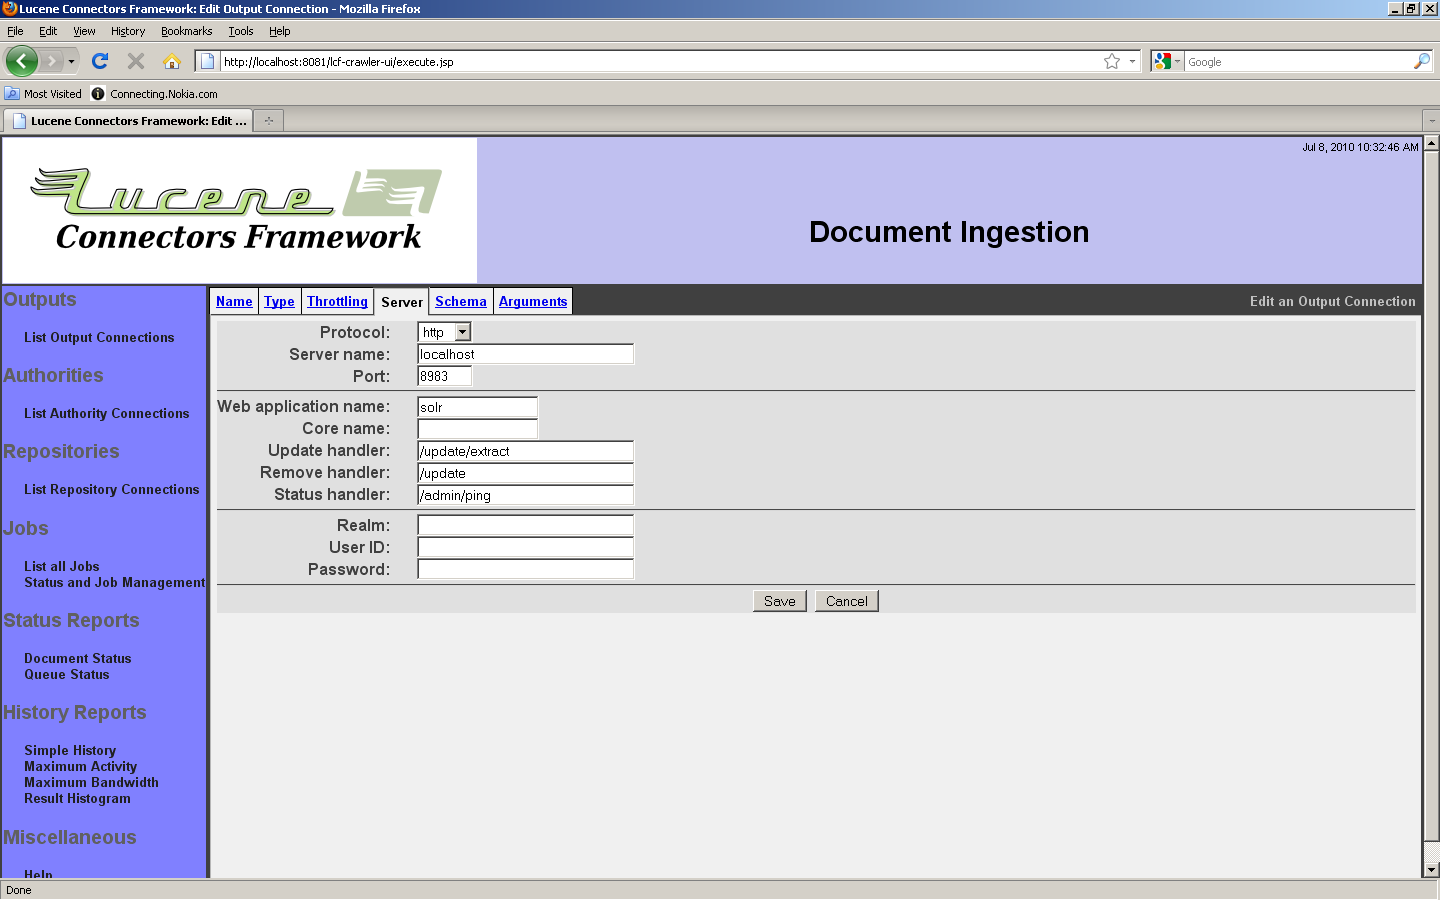 Lucene Connectors Framework: Edit Output Connection - Mozilla Firefox
File Edit View History Bookmarks Tools Help
http://localhost:8081/lcf-crawler-ui/execute.jsp
Google
Most Visited Connecting.Nokia.com
Lucene Connectors Framework: Edit ...
Jul 8, 2010 10:32:46 AM
Lucene
Connectors Framework
Document Ingestion
Outputs
List Output Connections
Authorities
List Authority Connections
Repositories
List Repository Connections
Jobs
List all Jobs
Status and Job Management
Status Reports
Document Status
Queue Status
History Reports
Simple History
Maximum Activity
Maximum Bandwidth
Result Histogram
Miscellaneous
Help
Name Type Throttling Server Schema Arguments
Edit an Output Connection
Protocol: http
Server name: localhost
Port: 8983
Web application name: solr
Core name:
Update handler: /update/extract
Remove handler: /update
Status handler: /admin/ping
Realm:
User ID:
Password:
Save Cancel
Done